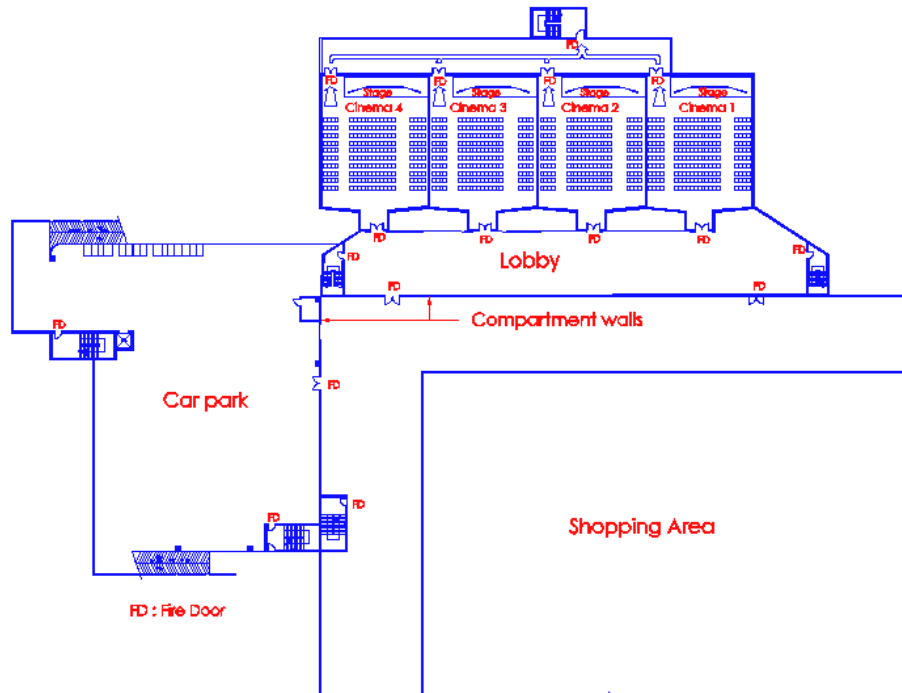 FD
FD FD FD FD
Stage Stage Stage Stage
Cinema 4 Cinema 3 Cinema 2 Cinema 1
FD FD FD FD
FD Lobby FD
FD FD
Compartment walls
FD
FD
Car park
FD
FD
Shopping Area
FD : Fire Door